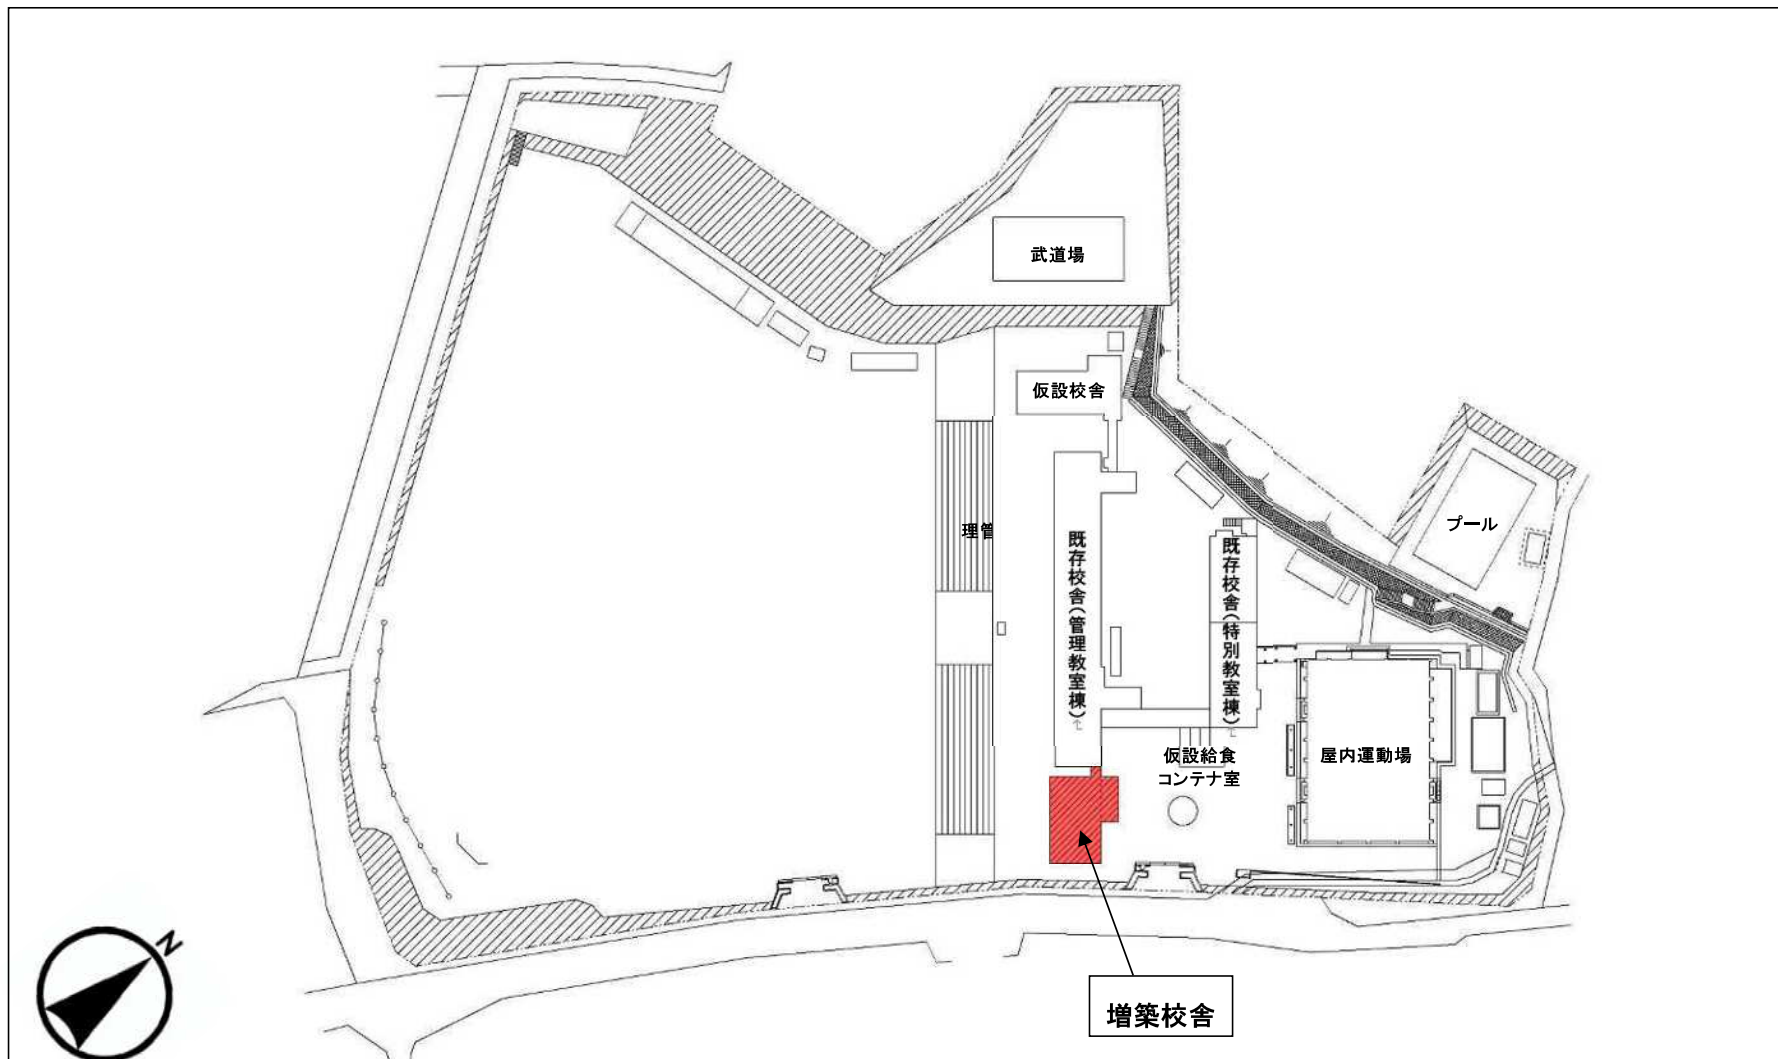 武道場
仮設校舎
プール
理管
既存校舎(管理教室棟)
既存校舎(特別教室棟)
仮設給食
コンテナ室
屋内運動場
増築校舎
N